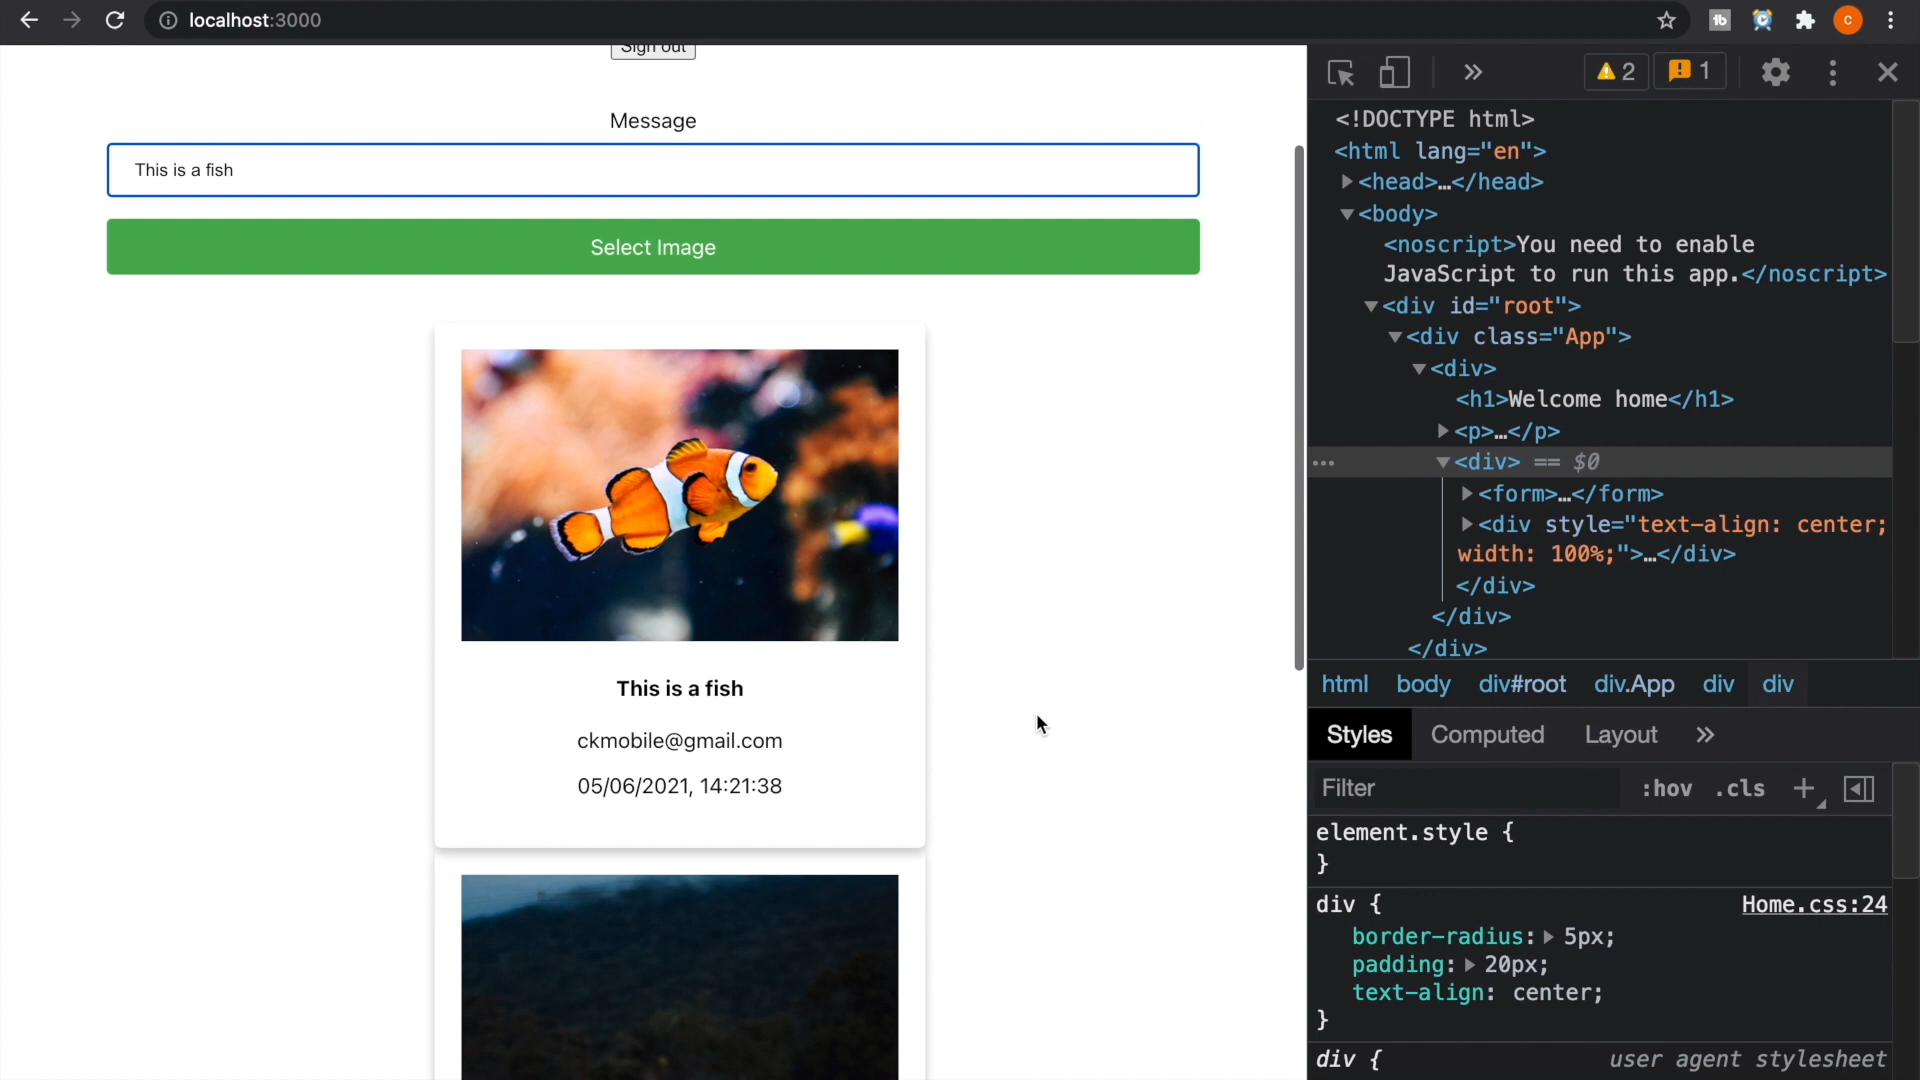 localhost:3000
C
Sign out
Message
This is a fish
Select Image
This is a fish
ckmobile@gmail.com
05/06/2021, 14:21:38
2
1
<!DOCTYPE html>
<html lang="en">
<head>…</head>
<body>
<noscript>You need to enable
JavaScript to run this app.</noscript>
<div id="root">
<div class="App">
<div>
<h1>Welcome home</h1>
<p>…</p>
<div> == $0
<form>…</form>
<div style="text-align: center;
width: 100%;">…</div>
</div>
</div>
</div>
html body div#root div.App div div
Styles Computed Layout
Filter :hov .cls
element.style {
}
div { Home.css:24
border-radius: 5px;
padding: 20px;
text-align: center;
}
div { user agent stylesheet